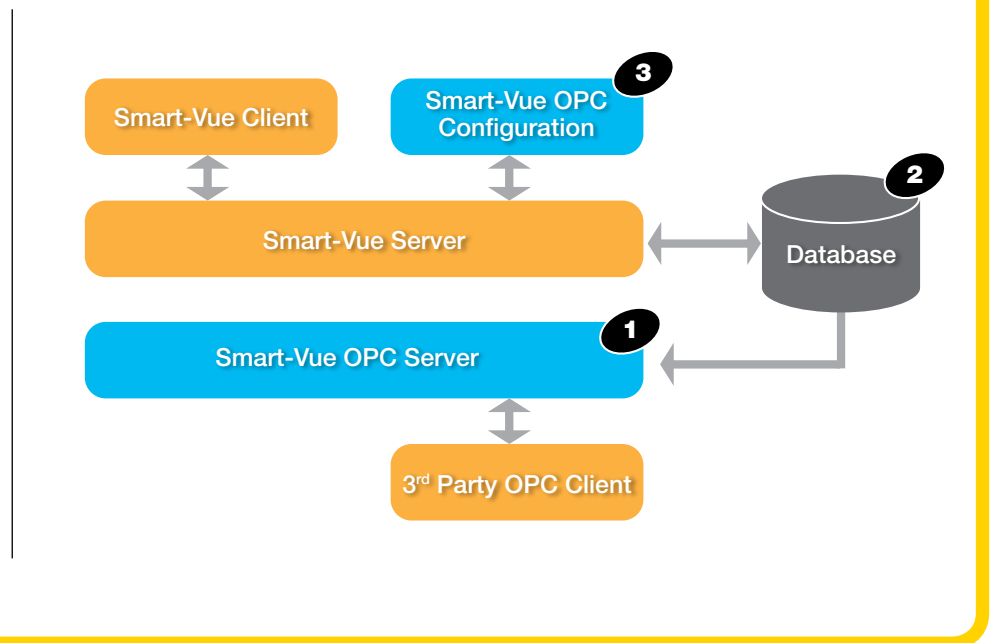 3
Smart-Vue Client
Smart-Vue OPC
Configuration
2
Smart-Vue Server
Database
1
Smart-Vue OPC Server
3rd Party OPC Client